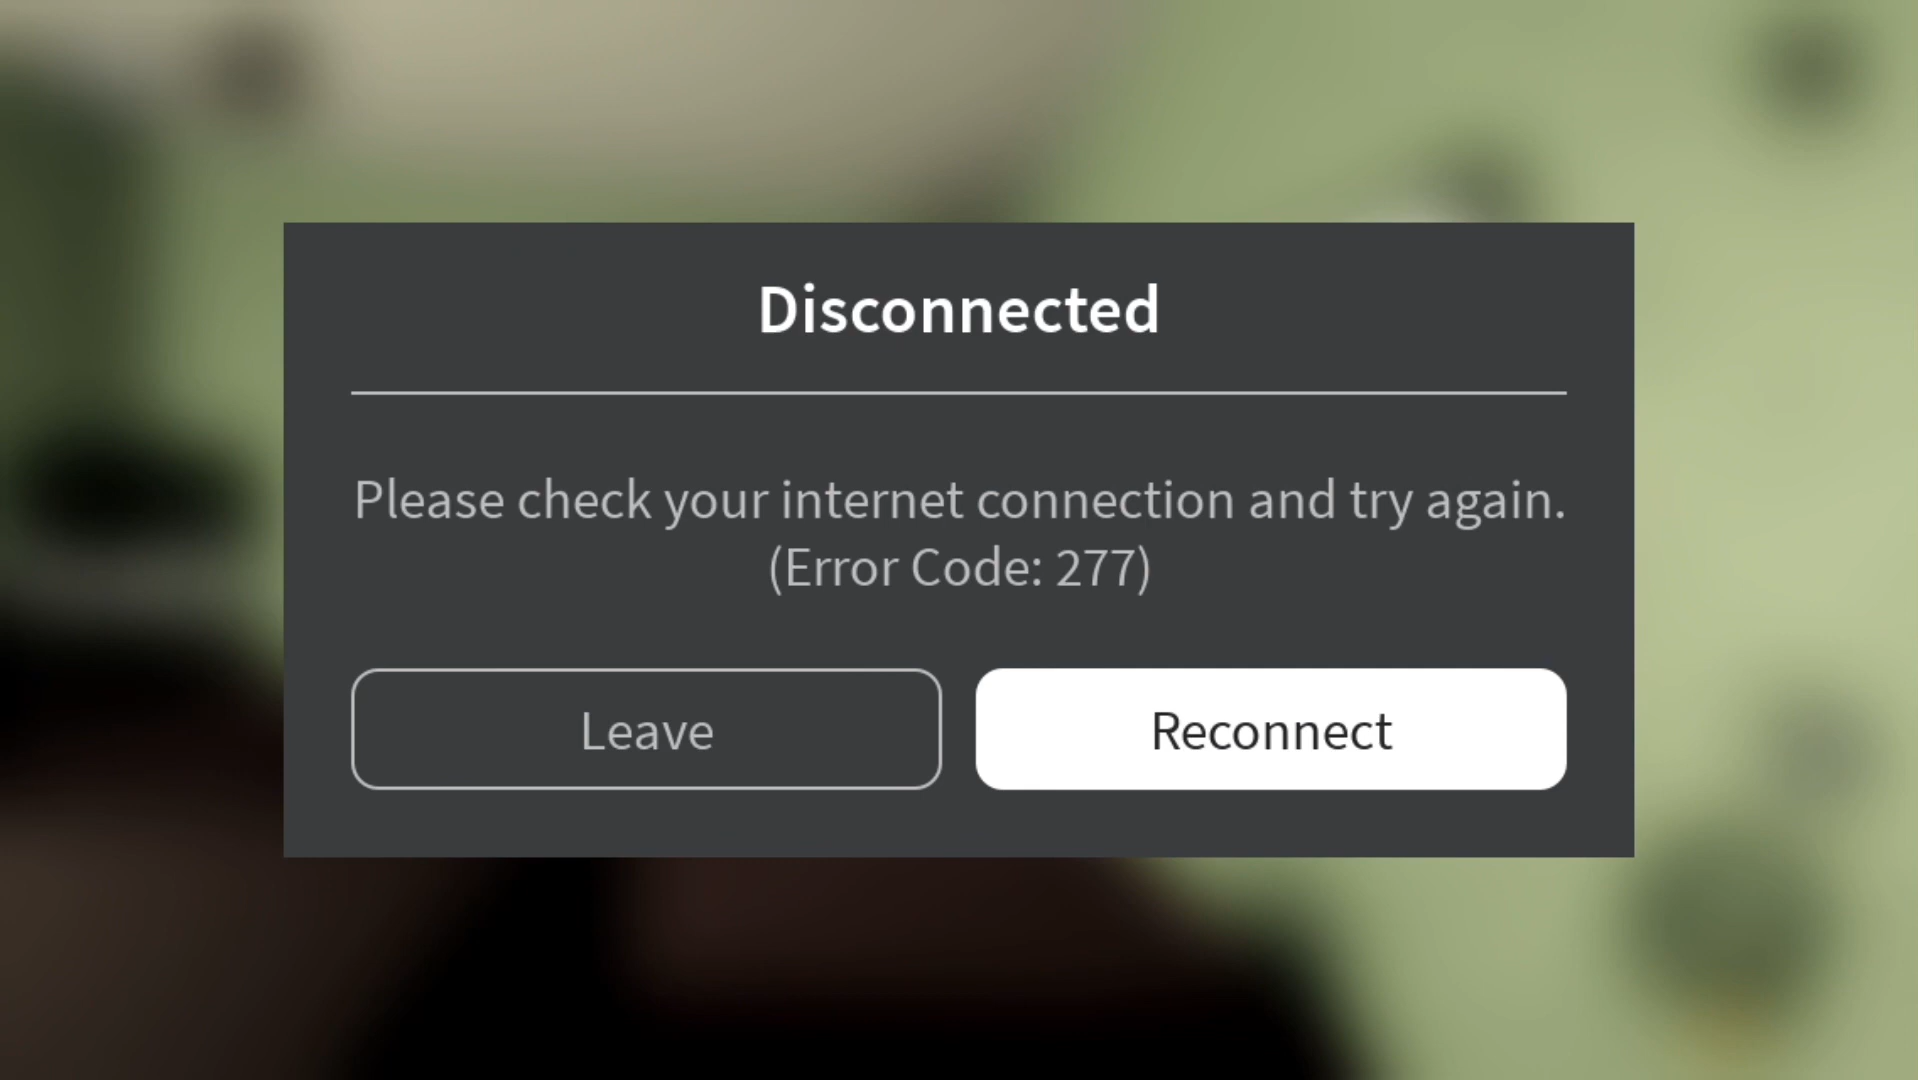 Disconnected
Please check your internet connection and try again.
(Error Code: 277)
Leave
Reconnect